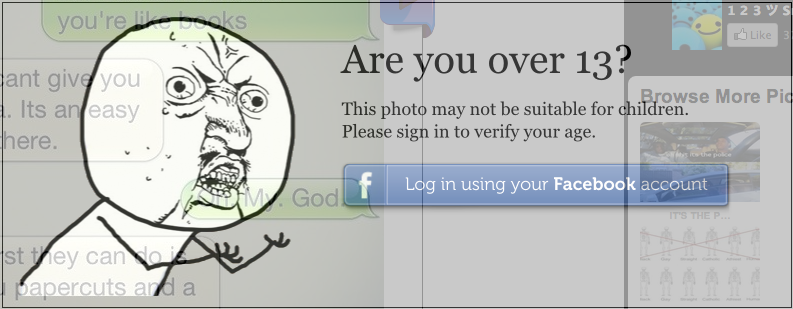 you're like books
cant give you
a. Its an easy
there.
Oh. My. God.
rst they can do is
u papercuts and a
Are you over 13?
This photo may not be suitable for children.
Please sign in to verify your age.
f Log in using your Facebook account
1 2 3 ツ S
Like
Browse More Pic
IT'S THE P...